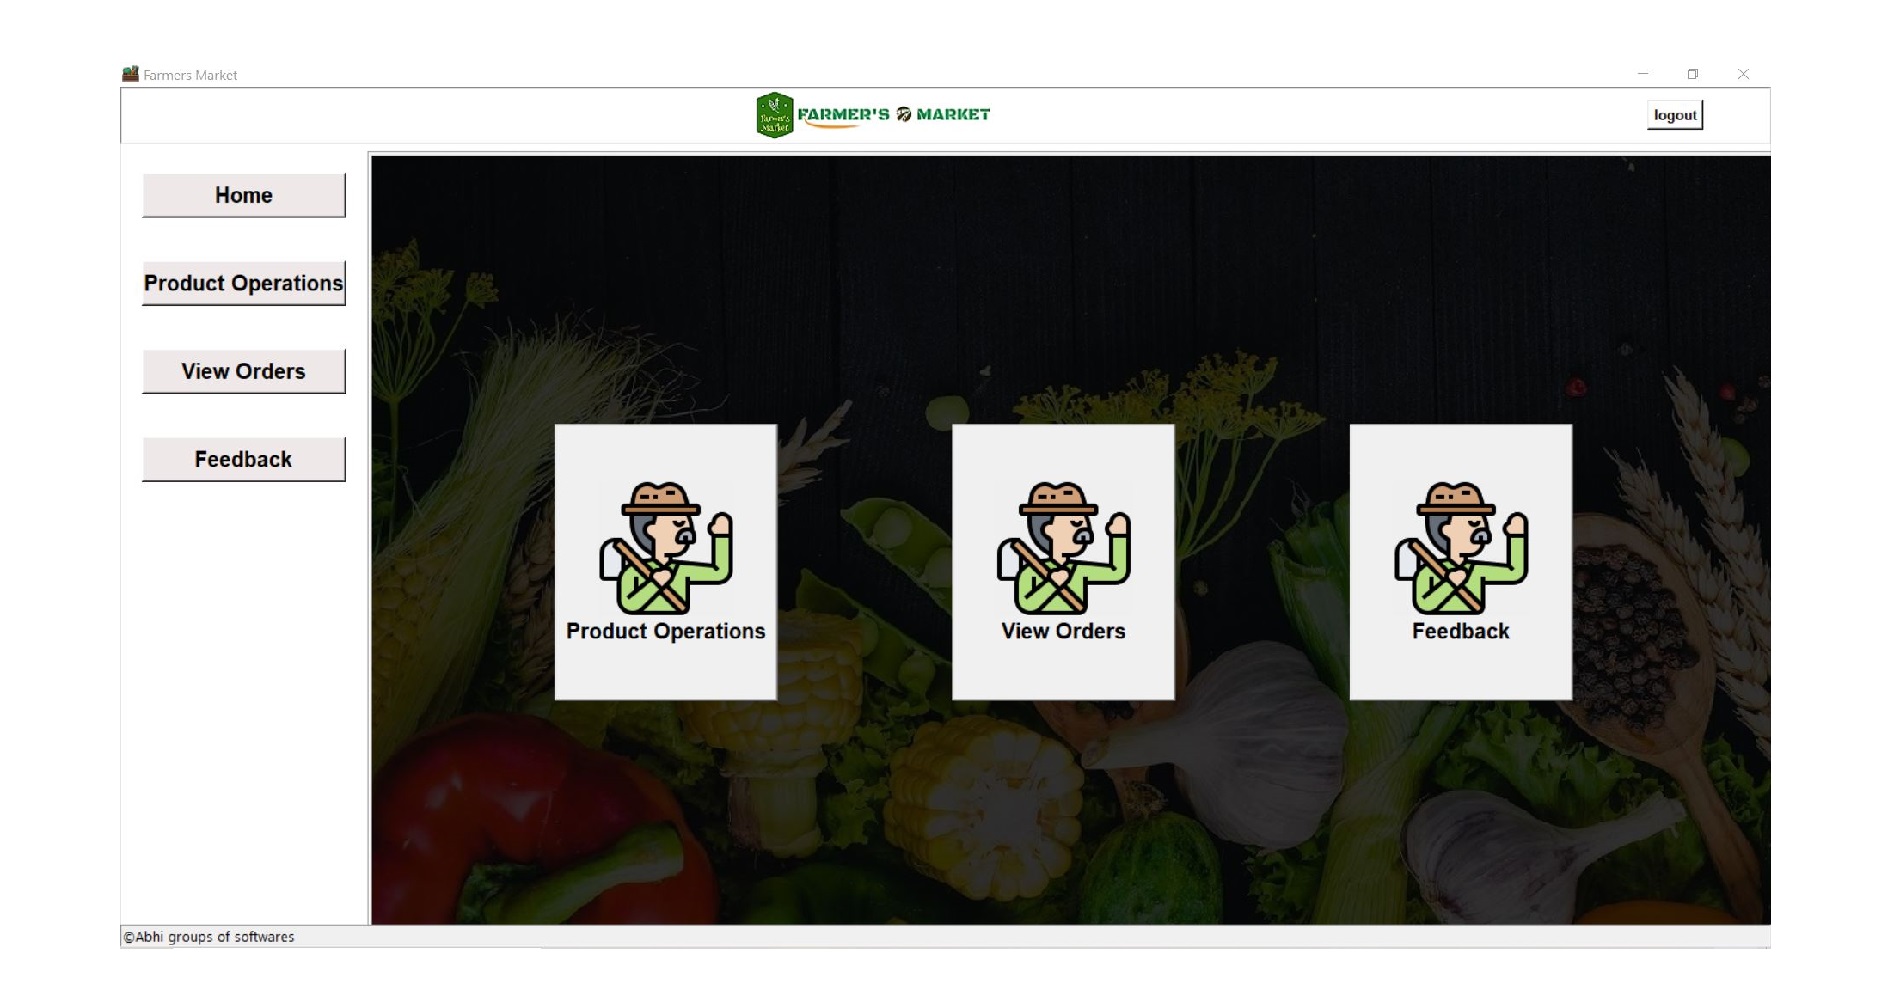 Farmers Market
Farmer's
Market
FARMER'S MARKET
logout
Home
Product Operations
View Orders
Feedback
Product Operations
View Orders
Feedback
©Abhi groups of softwares